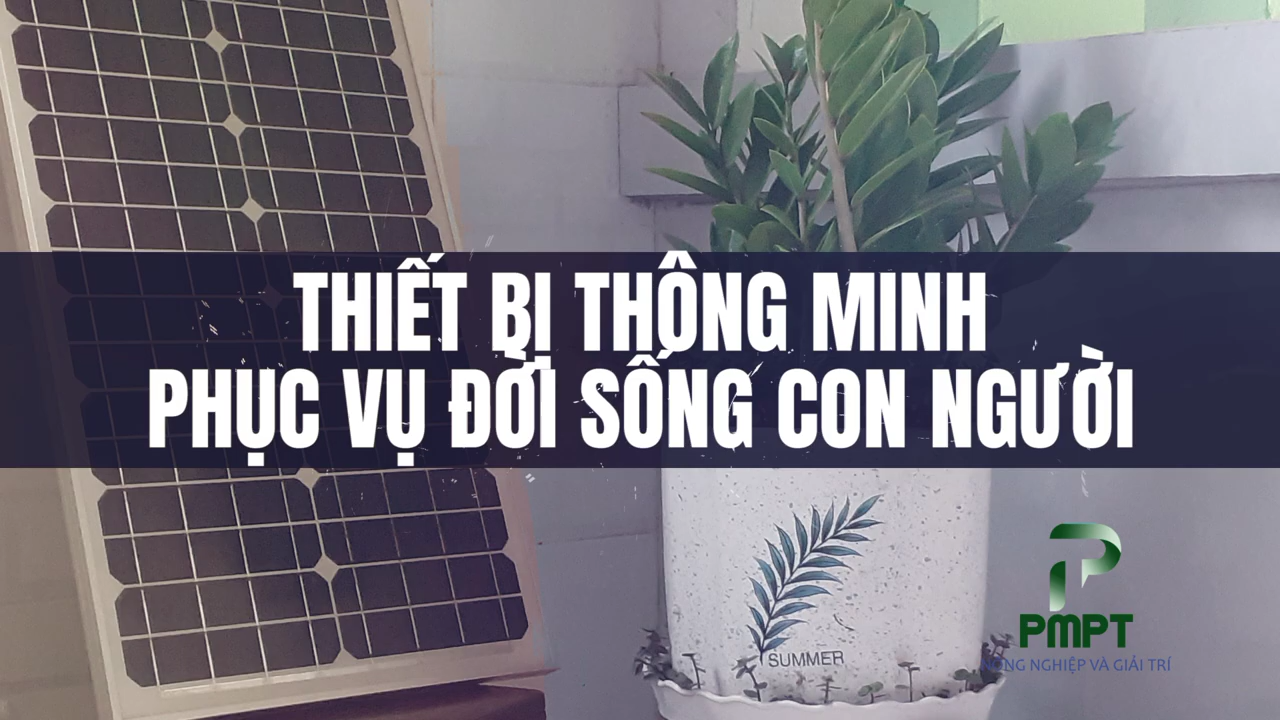 THIẾT BỊ THÔNG MINH
PHỤC VỤ ĐỜI SỐNG CON NGƯỜI
SUMMER
PMPT
NÔNG NGHIỆP VÀ GIẢI TRÍ